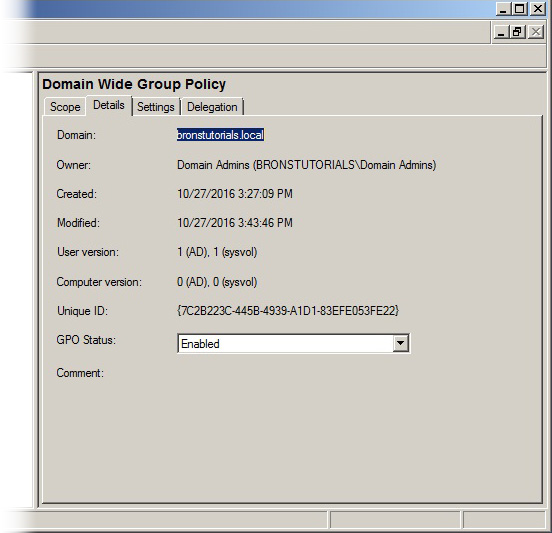 Domain Wide Group Policy
Scope Details Settings Delegation
Domain: bronstutorials.local
Owner: Domain Admins (BRONSTUTORIALS\Domain Admins)
Created: 10/27/2016 3:27:09 PM
Modified: 10/27/2016 3:43:46 PM
User version: 1 (AD), 1 (sysvol)
Computer version: 0 (AD), 0 (sysvol)
Unique ID: {7C2B223C-445B-4939-A1D1-83EFE053FE22}
GPO Status: Enabled
Comment: